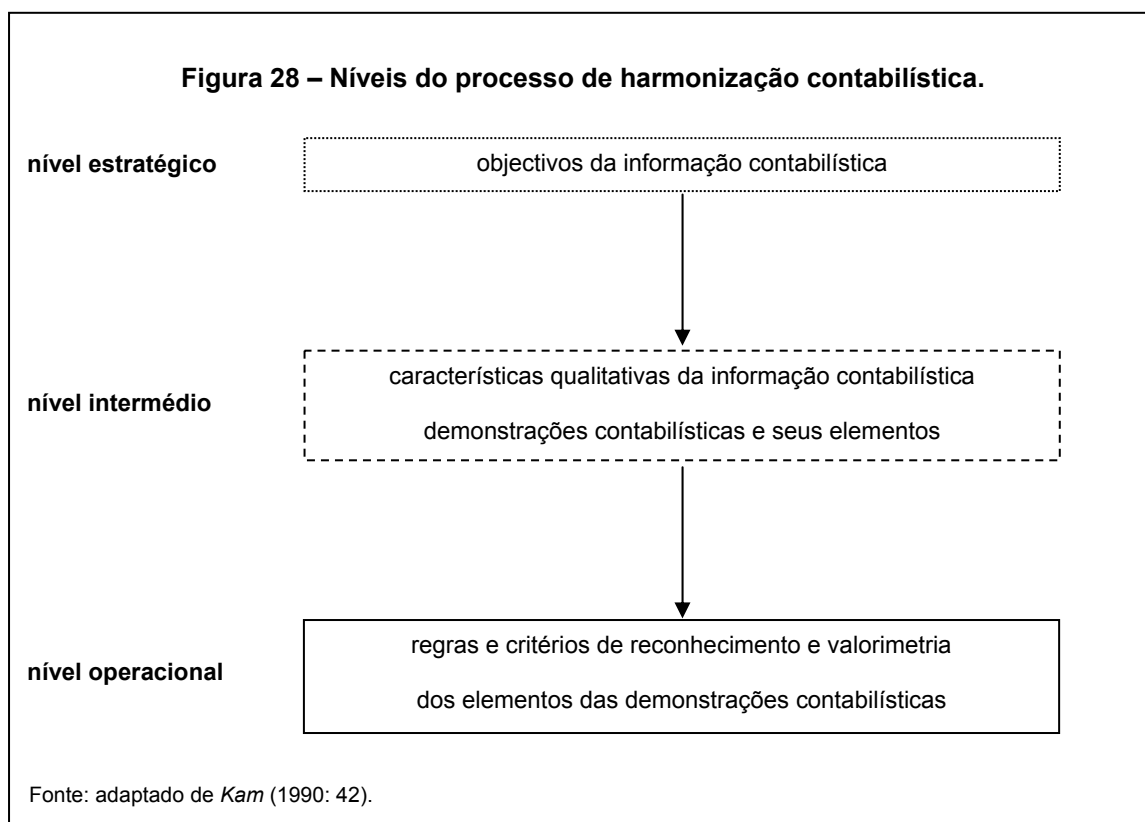 Figura 28 – Níveis do processo de harmonização contabilística.
nível estratégico
objectivos da informação contabilística
nível intermédio
características qualitativas da informação contabilística
demonstrações contabilísticas e seus elementos
nível operacional
regras e critérios de reconhecimento e valorimetria
dos elementos das demonstrações contabilísticas
Fonte: adaptado de Kam (1990: 42).